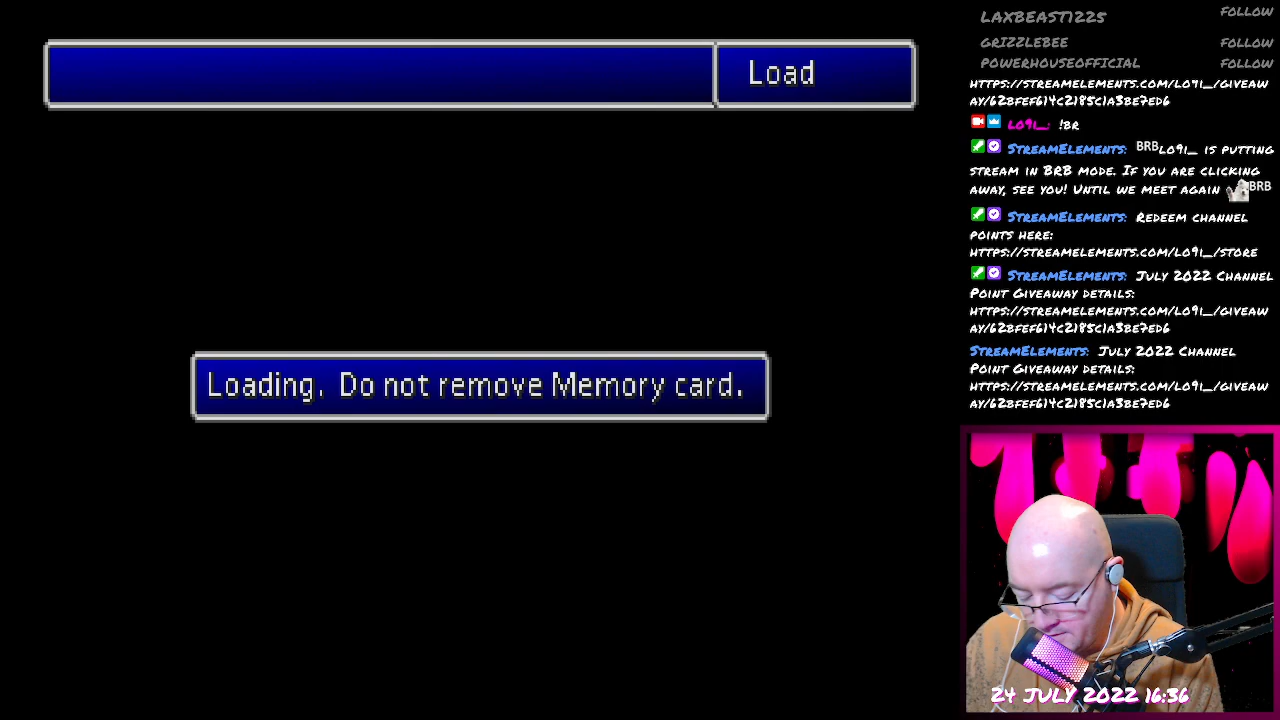 Load
Loading. Do not remove Memory card.
LAXBEAST1225 FOLLOW
GRIZZLEBEE FOLLOW
POWERHOUSEOFFICIAL FOLLOW
HTTPS://STREAMELEMENTS.COM/LO91_/GIVEAW
AY/62BFEF614C2185C1A3BE7ED6
LO91_: !BR
STREAMELEMENTS: BRB LO91_ IS PUTTING
STREAM IN BRB MODE. IF YOU ARE CLICKING
AWAY, SEE YOU! UNTIL WE MEET AGAIN BRB
STREAMELEMENTS: REDEEM CHANNEL
POINTS HERE:
HTTPS://STREAMELEMENTS.COM/LO91_/STORE
STREAMELEMENTS: JULY 2022 CHANNEL
POINT GIVEAWAY DETAILS:
HTTPS://STREAMELEMENTS.COM/LO91_/GIVEAW
AY/62BFEF614C2185C1A3BE7ED6
STREAMELEMENTS: JULY 2022 CHANNEL
POINT GIVEAWAY DETAILS:
HTTPS://STREAMELEMENTS.COM/LO91_/GIVEAW
AY/62BFEF614C2185C1A3BE7ED6
24 JULY 2022 16:36